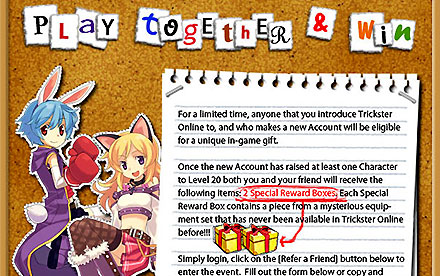 PLAY togetHER & Win
For a limited time, anyone that you introduce Trickster
Online to, and who makes a new Account will be eligible
for a unique in-game gift.
Once the new Account has raised at least one Character
to Level 20 both you and your friend will receive the
following items: 2 Special Reward Boxes. Each Special
Reward Box contains a piece from a mysterious equip-
ment set that has never been available in Trickster Online
before!!!
Simply login, click on the [Refer a Friend] button below to
enter the event. Fill out the form below or copy and